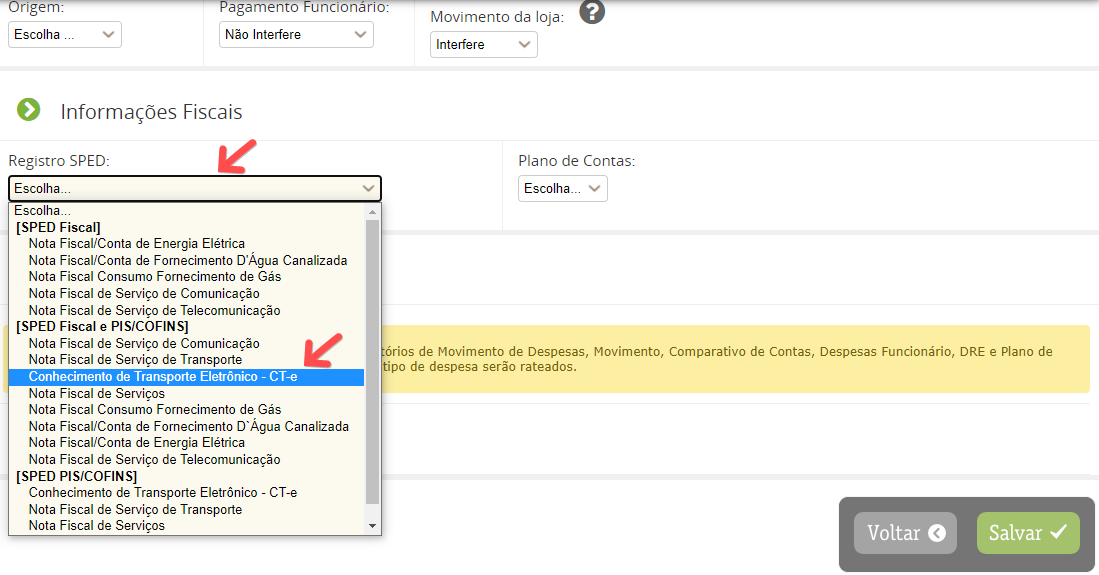 Origem:
Pagamento Funcionário:
Movimento da loja:
?
Escolha ...
Não Interfere
Interfere
Informações Fiscais
Registro SPED:
Plano de Contas:
Escolha...
Escolha...
Escolha...
[SPED Fiscal]
Nota Fiscal/Conta de Energia Elétrica
Nota Fiscal/Conta de Fornecimento D'Água Canalizada
Nota Fiscal Consumo Fornecimento de Gás
Nota Fiscal de Serviço de Comunicação
Nota Fiscal de Serviço de Telecomunicação
[SPED Fiscal e PIS/COFINS]
Nota Fiscal de Serviço de Comunicação
Nota Fiscal de Serviço de Transporte
Conhecimento de Transporte Eletrônico - CT-e
Nota Fiscal de Serviços
Nota Fiscal Consumo Fornecimento de Gás
Nota Fiscal/Conta de Fornecimento D`Água Canalizada
Nota Fiscal/Conta de Energia Elétrica
Nota Fiscal de Serviço de Telecomunicação
[SPED PIS/COFINS]
Conhecimento de Transporte Eletrônico - CT-e
Nota Fiscal de Serviço de Transporte
Nota Fiscal de Serviços
tórios de Movimento de Despesas, Movimento, Comparativo de Contas, Despesas Funcionário, DRE e Plano de
tipo de despesa serão rateados.
Voltar
Salvar